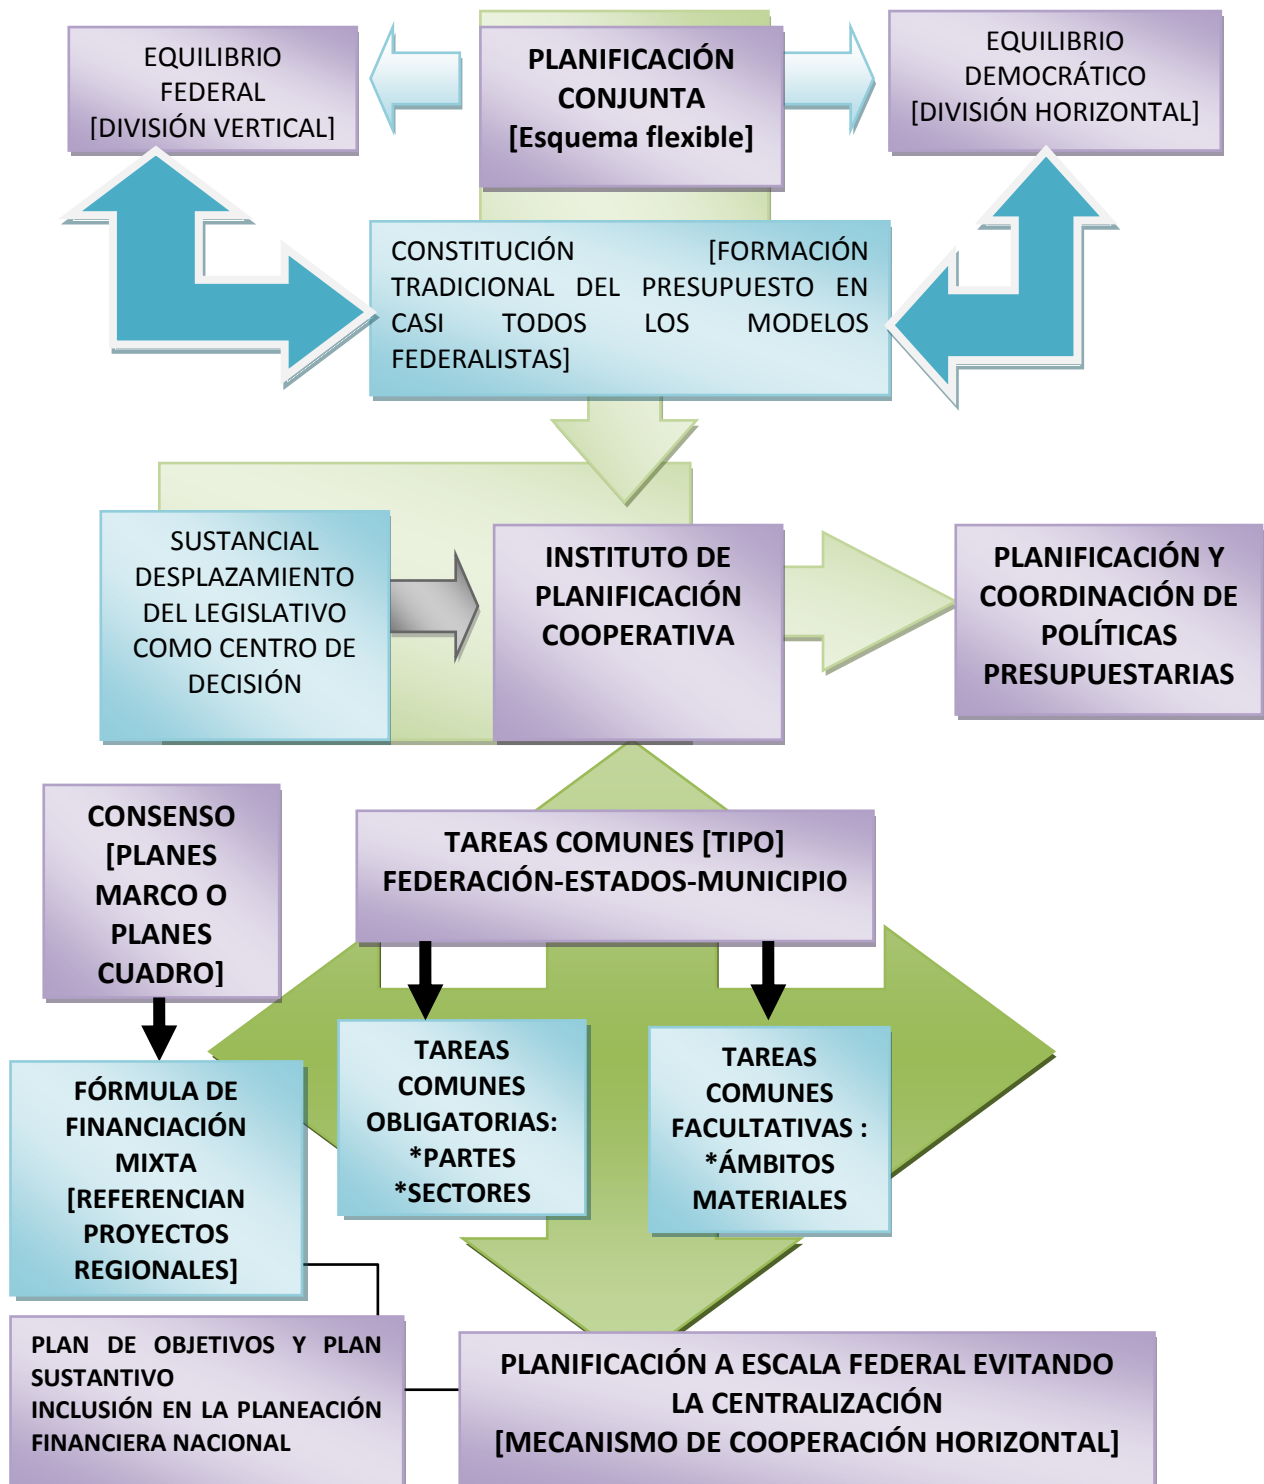 EQUILIBRIO
FEDERAL
[DIVISIÓN VERTICAL]
PLANIFICACIÓN
CONJUNTA
[Esquema flexible]
EQUILIBRIO
DEMOCRÁTICO
[DIVISIÓN HORIZONTAL]
CONSTITUCIÓN [FORMACIÓN
TRADICIONAL DEL PRESUPUESTO EN
CASI TODOS LOS MODELOS
FEDERALISTAS]
SUSTANCIAL
DESPLAZAMIENTO
DEL LEGISLATIVO
COMO CENTRO DE
DECISIÓN
INSTITUTO DE
PLANIFICACIÓN
COOPERATIVA
PLANIFICACIÓN Y
COORDINACIÓN DE
POLÍTICAS
PRESUPUESTARIAS
CONSENSO
[PLANES
MARCO O
PLANES
CUADRO]
TAREAS COMUNES [TIPO]
FEDERACIÓN-ESTADOS-MUNICIPIO
FÓRMULA DE
FINANCIACIÓN
MIXTA
[REFERENCIAN
PROYECTOS
REGIONALES]
TAREAS
COMUNES
OBLIGATORIAS:
*PARTES
*SECTORES
TAREAS
COMUNES
FACULTATIVAS :
*ÁMBITOS
MATERIALES
PLAN DE OBJETIVOS Y PLAN
SUSTANTIVO
INCLUSIÓN EN LA PLANEACIÓN
FINANCIERA NACIONAL
PLANIFICACIÓN A ESCALA FEDERAL EVITANDO
LA CENTRALIZACIÓN
[MECANISMO DE COOPERACIÓN HORIZONTAL]